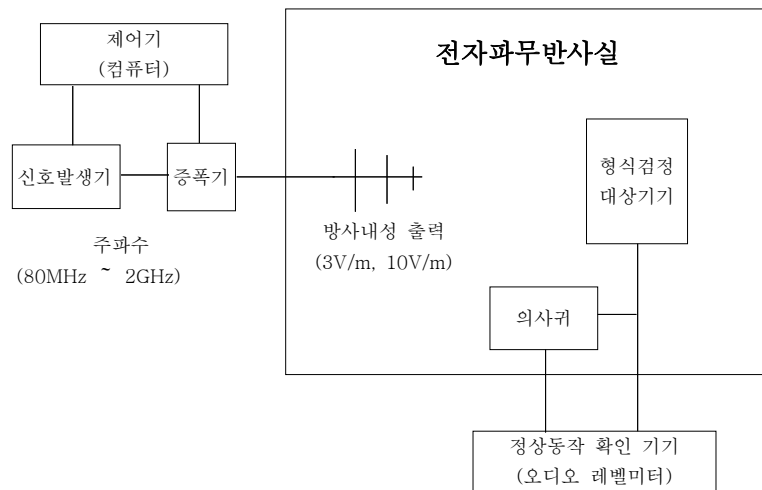 제어기
(컴퓨터)
전자파무반사실
신호발생기
증폭기
형식검정
대상기기
주파수
(80MHz ~ 2GHz)
방사내성 출력
(3V/m, 10V/m)
의사귀
정상동작 확인 기기
(오디오 레벨미터)